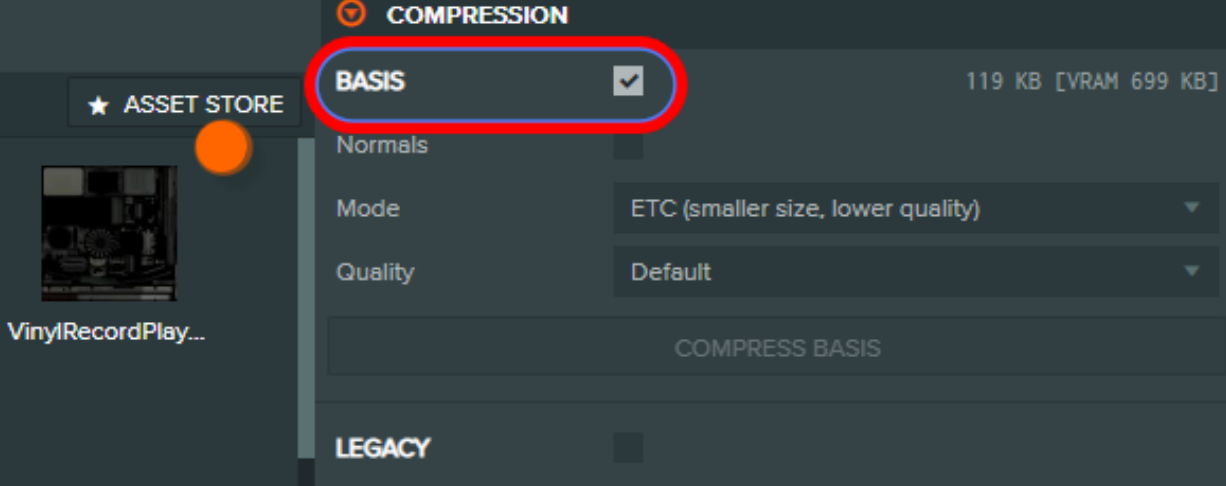 COMPRESSION
BASIS
119 KB [VRAM 699 KB]
★ ASSET STORE
Normals
Mode
ETC (smaller size, lower quality)
Quality
Default
VinylRecordPlay...
COMPRESS BASIS
LEGACY